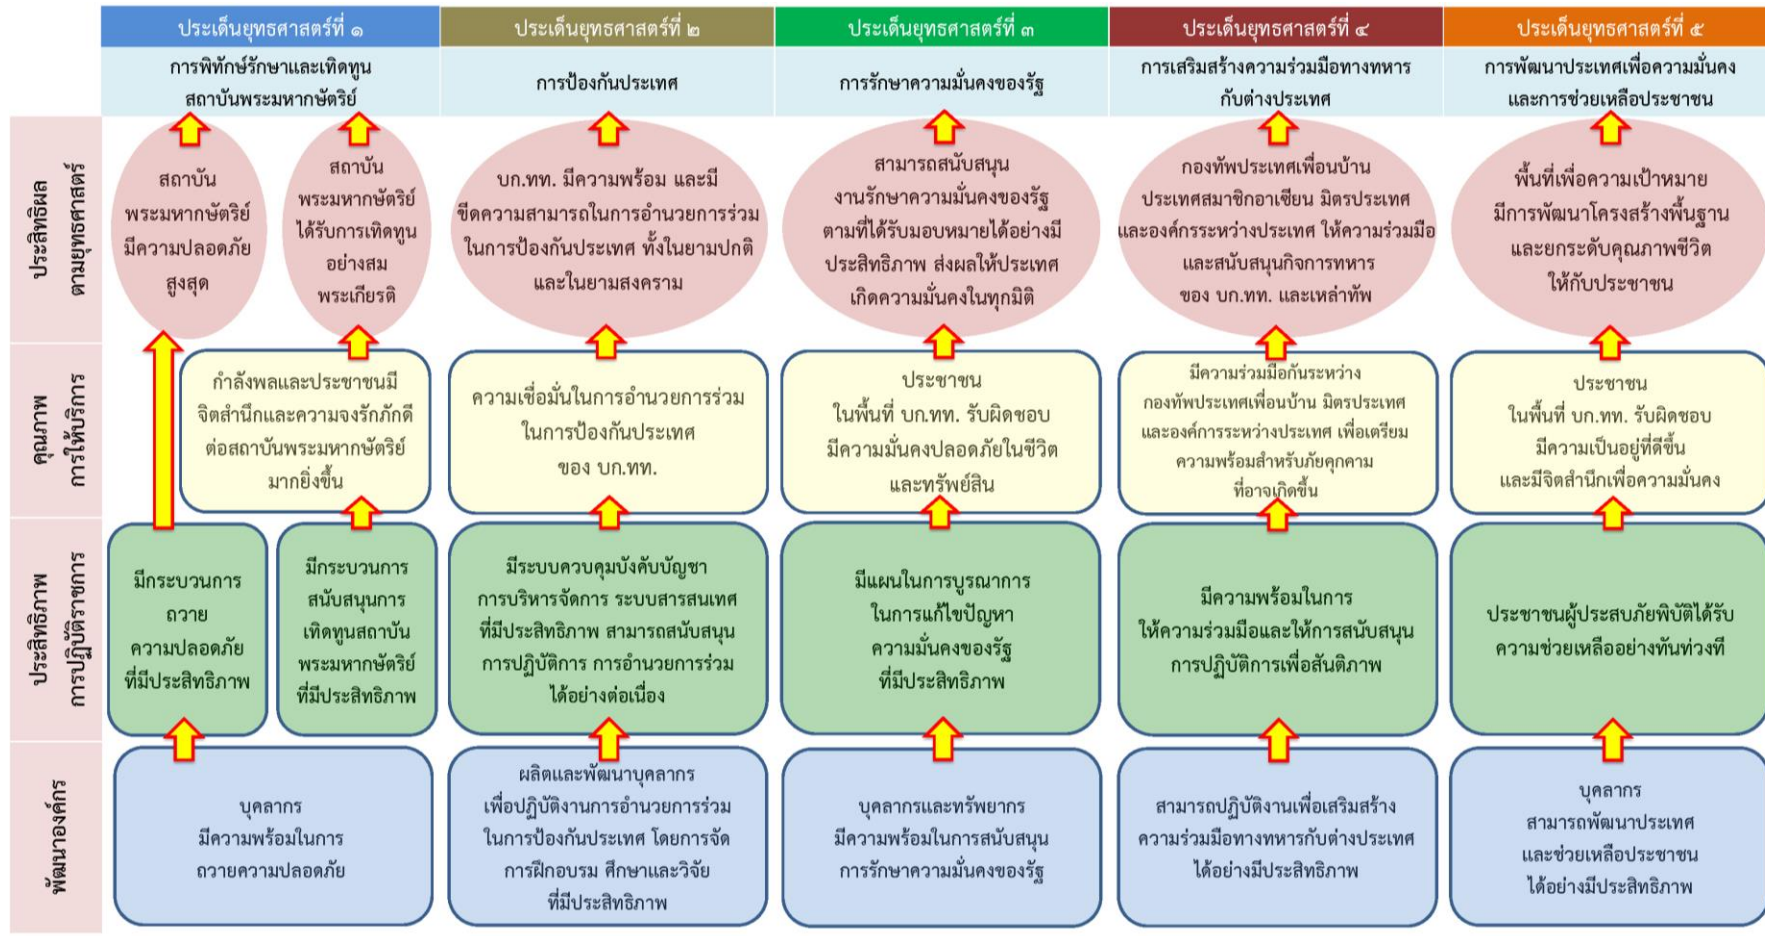 ประเด็นยุทธศาสตร์ที่ ๑
ประเด็นยุทธศาสตร์ที่ ๒
ประเด็นยุทธศาสตร์ที่ ๓
ประเด็นยุทธศาสตร์ที่ ๔
ประเด็นยุทธศาสตร์ที่ ๕
การพิทักษ์รักษาและเทิดทูน
สถาบันพระมหากษัตริย์
การป้องกันประเทศ
การรักษาความมั่นคงของรัฐ
การเสริมสร้างความร่วมมือทางทหาร
กับต่างประเทศ
การพัฒนาประเทศเพื่อความมั่นคง
และการช่วยเหลือประชาชน
ประสิทธิผล
ตามยุทธศาสตร์
สถาบัน
พระมหากษัตริย์
มีความปลอดภัย
สูงสุด
สถาบัน
พระมหากษัตริย์
ได้รับการเทิดทูน
อย่างสม
พระเกียรติ
บก.ทท. มีความพร้อม และมี
ขีดความสามารถในการอำนวยการร่วม
ในการป้องกันประเทศ ทั้งในยามปกติ
และในยามสงคราม
สามารถสนับสนุน
งานรักษาความมั่นคงของรัฐ
ตามที่ได้รับมอบหมายได้อย่างมี
ประสิทธิภาพ ส่งผลให้ประเทศ
เกิดความมั่นคงในทุกมิติ
กองทัพประเทศเพื่อนบ้าน
ประเทศสมาชิกอาเซียน มิตรประเทศ
และองค์กรระหว่างประเทศ ให้ความร่วมมือ
และสนับสนุนกิจการทหาร
ของ บก.ทท. และเหล่าทัพ
พื้นที่เพื่อความเป้าหมาย
มีการพัฒนาโครงสร้างพื้นฐาน
และยกระดับคุณภาพชีวิต
ให้กับประชาชน
คุณภาพ
การให้บริการ
กำลังพลและประชาชนมี
จิตสำนึกและความจงรักภักดี
ต่อสถาบันพระมหากษัตริย์
มากยิ่งขึ้น
ความเชื่อมั่นในการอำนวยการร่วม
ในการป้องกันประเทศ
ของ บก.ทท.
ประชาชน
ในพื้นที่ บก.ทท. รับผิดชอบ
มีความมั่นคงปลอดภัยในชีวิต
และทรัพย์สิน
มีความร่วมมือกันระหว่าง
กองทัพประเทศเพื่อนบ้าน มิตรประเทศ
และองค์การระหว่างประเทศ เพื่อเตรียม
ความพร้อมสำหรับภัยคุกคาม
ที่อาจเกิดขึ้น
ประชาชน
ในพื้นที่ บก.ทท. รับผิดชอบ
มีความเป็นอยู่ที่ดีขึ้น
และมีจิตสำนึกเพื่อความมั่นคง
ประสิทธิภาพ
การปฏิบัติราชการ
มีกระบวนการ
ถวาย
ความปลอดภัย
ที่มีประสิทธิภาพ
มีกระบวนการ
สนับสนุนการ
เทิดทูนสถาบัน
พระมหากษัตริย์
ที่มีประสิทธิภาพ
มีระบบควบคุมบังคับบัญชา
การบริหารจัดการ ระบบสารสนเทศ
ที่มีประสิทธิภาพ สามารถสนับสนุน
การปฏิบัติการ การอำนวยการร่วม
ได้อย่างต่อเนื่อง
มีแผนในการบูรณาการ
ในการแก้ไขปัญหา
ความมั่นคงของรัฐ
ที่มีประสิทธิภาพ
มีความพร้อมในการ
ให้ความร่วมมือและให้การสนับสนุน
การปฏิบัติการเพื่อสันติภาพ
ประชาชนผู้ประสบภัยพิบัติได้รับ
ความช่วยเหลืออย่างทันท่วงที
พัฒนาองค์กร
บุคลากร
มีความพร้อมในการ
ถวายความปลอดภัย
ผลิตและพัฒนาบุคลากร
เพื่อปฏิบัติงานการอำนวยการร่วม
ในการป้องกันประเทศ โดยการจัด
การฝึกอบรม ศึกษาและวิจัย
ที่มีประสิทธิภาพ
บุคลากรและทรัพยากร
มีความพร้อมในการสนับสนุน
การรักษาความมั่นคงของรัฐ
สามารถปฏิบัติงานเพื่อเสริมสร้าง
ความร่วมมือทางทหารกับต่างประเทศ
ได้อย่างมีประสิทธิภาพ
บุคลากร
สามารถพัฒนาประเทศ
และช่วยเหลือประชาชน
ได้อย่างมีประสิทธิภาพ